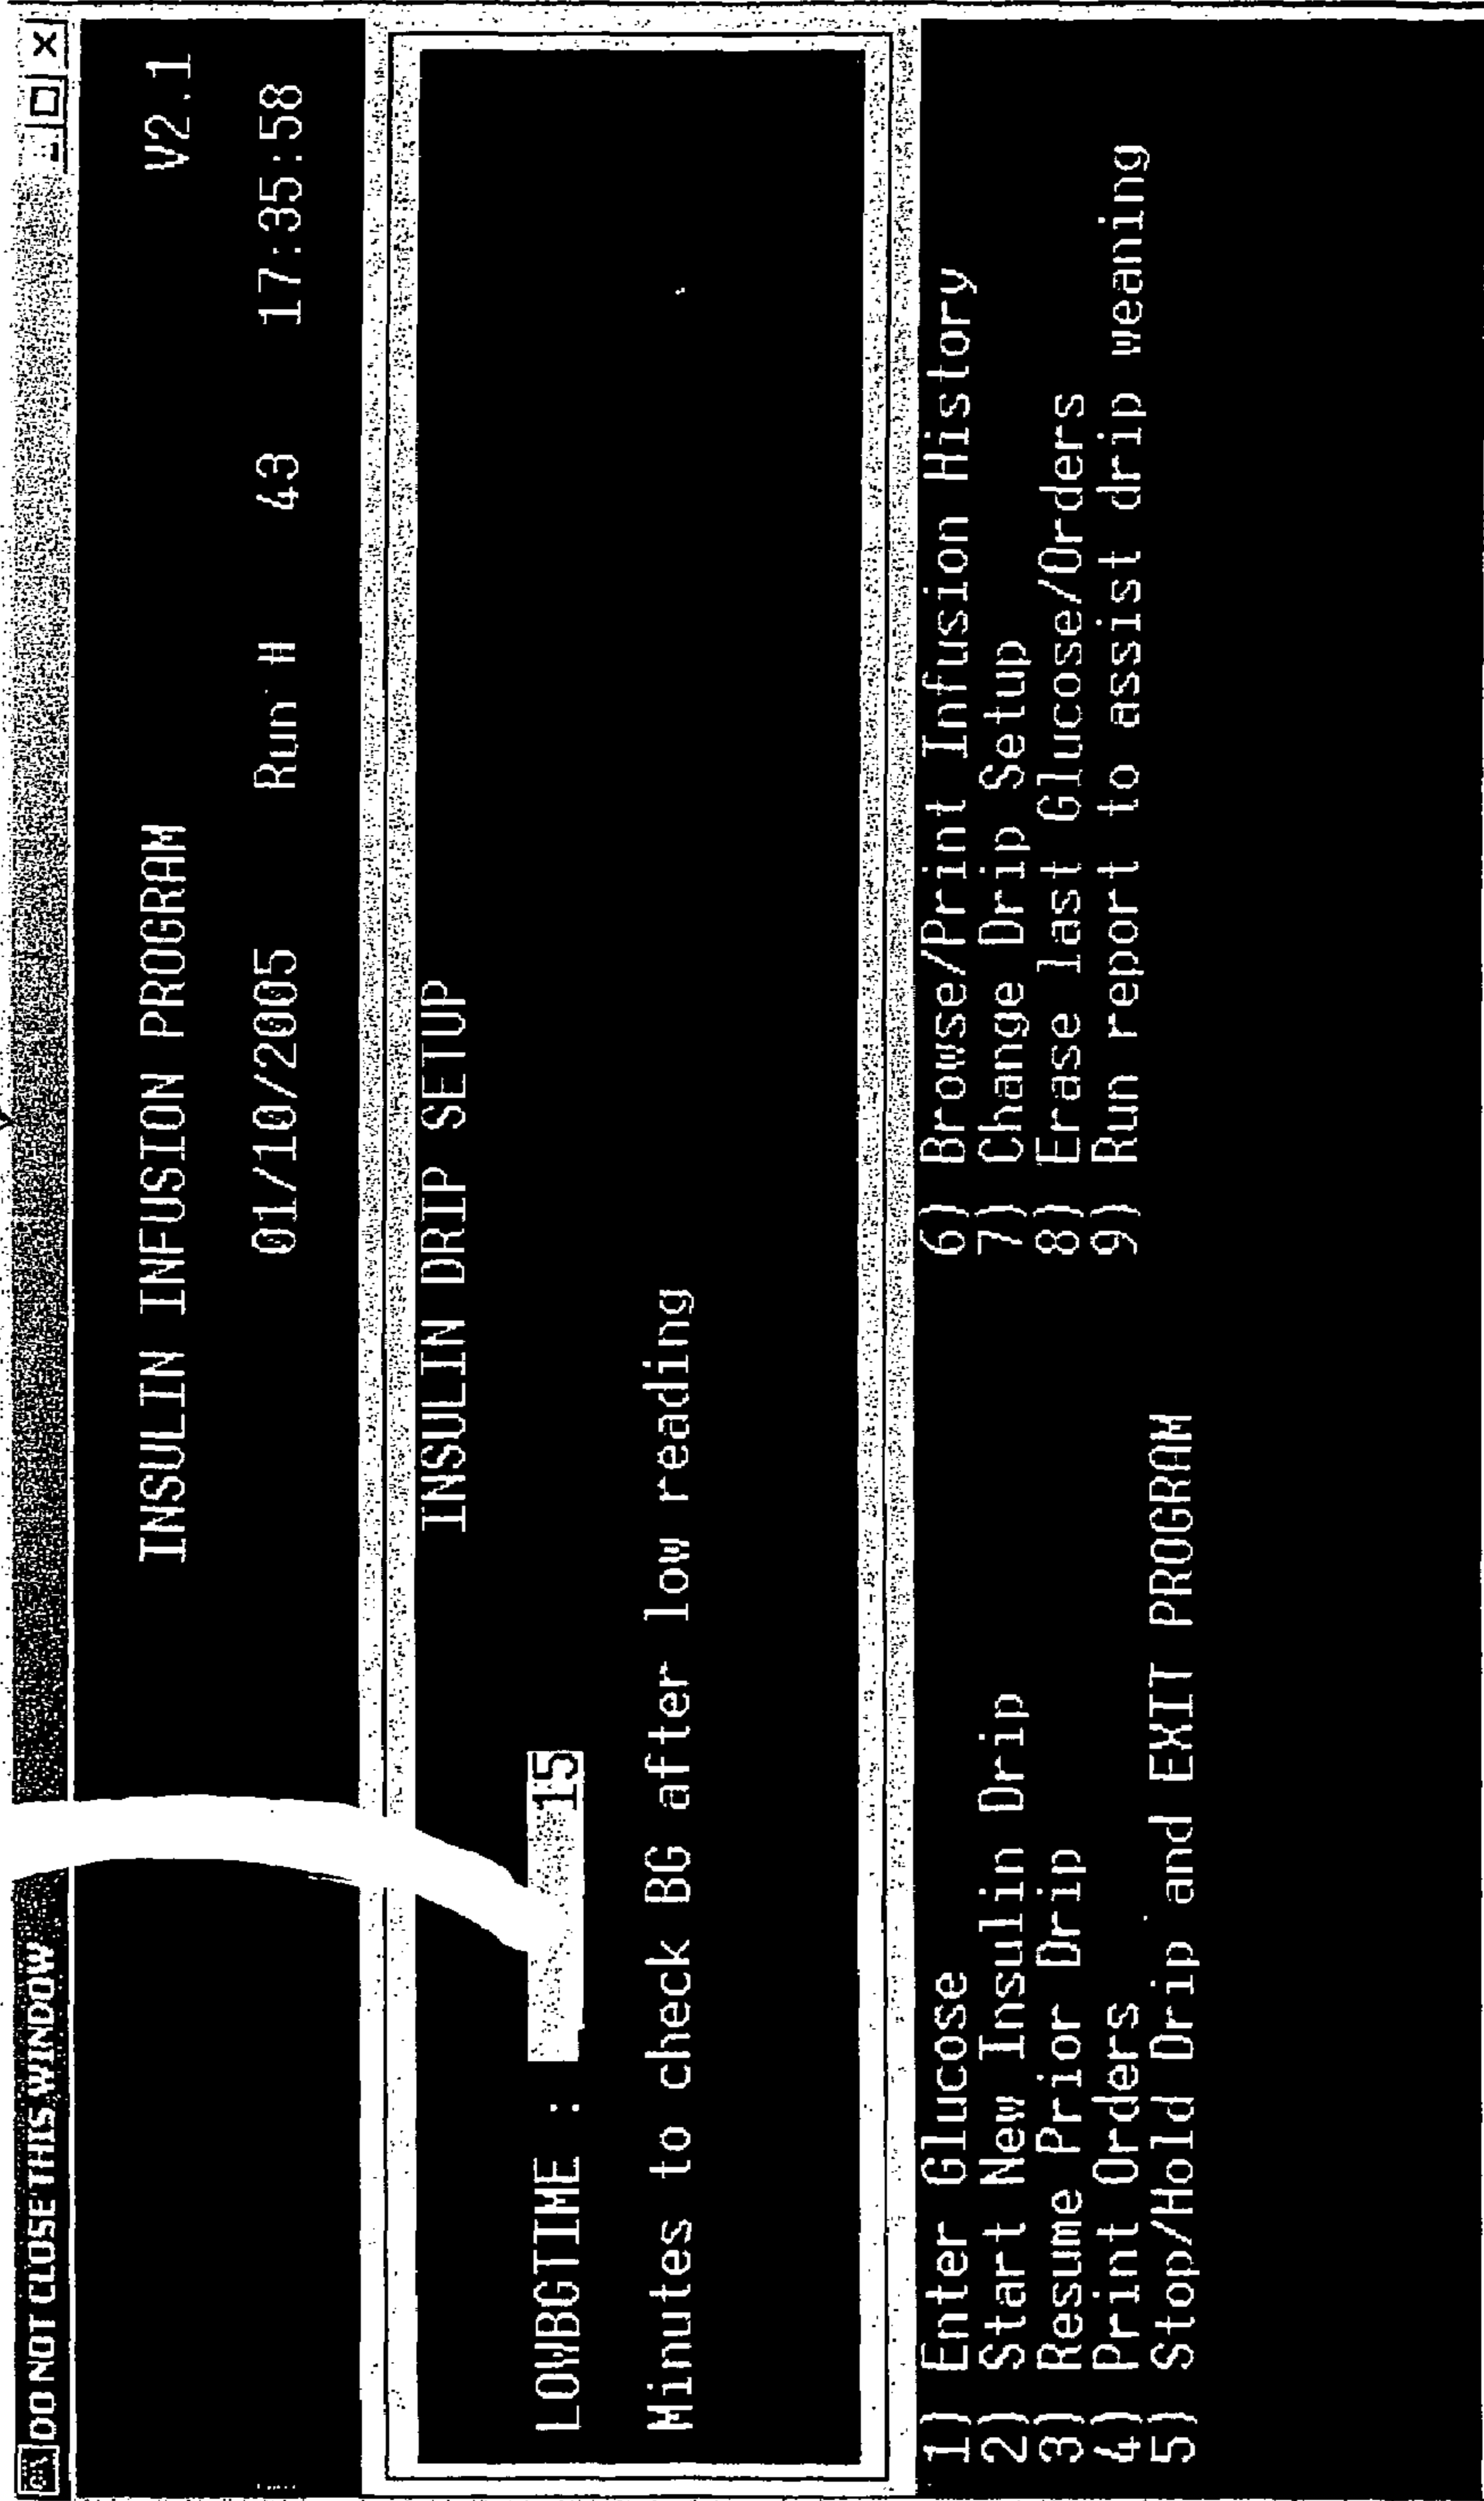 DO NOT CLOSE THIS WINDOW
INSULIN INFUSION PROGRAM V2.1
01/10/2005 Run # 43 17:35:58
INSULIN DRIP SETUP
LOWBGTIME : 15
Minutes to check BG after low reading
1) Enter Glucose 6) Browse/Print Infusion History
2) Start New Insulin Drip 7) Change Drip Setup
3) Resume Prior Drip 8) Erase last Glucose/Orders
4) Print Orders 9) Run report to assist drip weaning
5) Stop/Hold Drip and EXIT PROGRAM